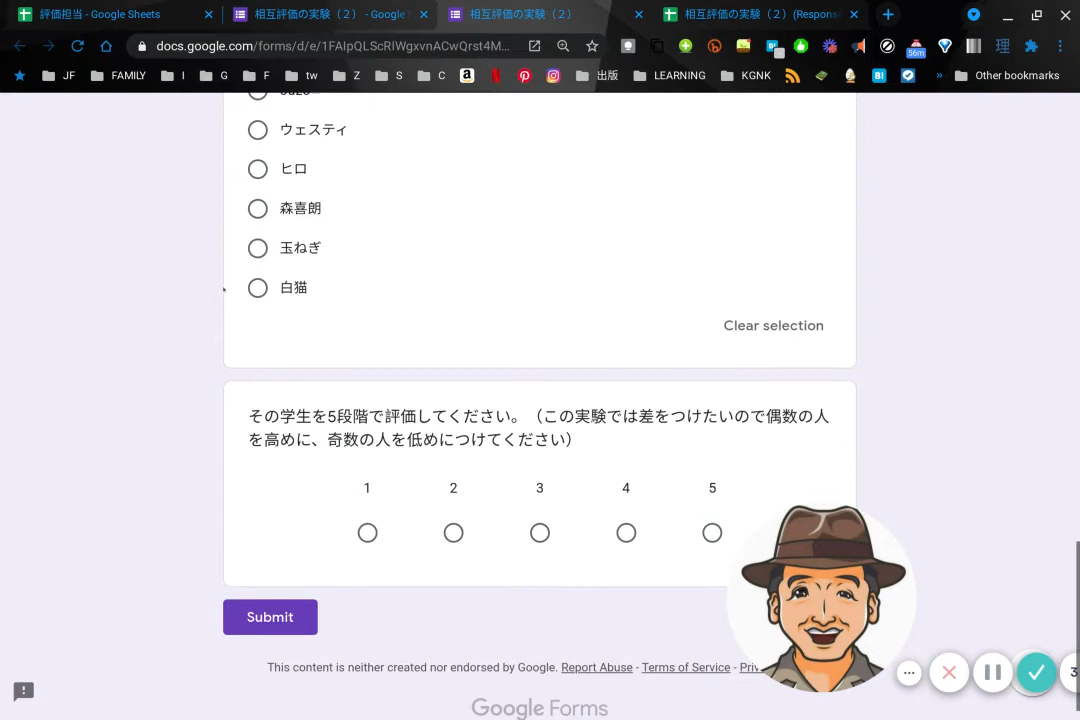 評価担当 - Google Sheets
相互評価の実験（２） - Google F
相互評価の実験（２）
相互評価の実験（２）(Respons
docs.google.com/forms/d/e/1FAIpQLScRIWgxvnACwQrst4M...
56m
理
JF
FAMILY
I
G
F
tw
Z
S
C
a
出版
LEARNING
KGNK
B!
»
Other bookmarks
ウェスティ
ヒロ
森喜朗
玉ねぎ
白猫
Clear selection
その学生を5段階で評価してください。（この実験では差をつけたいので偶数の人
を高めに、奇数の人を低めにつけてください）
1 2 3 4 5
Submit
This content is neither created nor endorsed by Google. Report Abuse - Terms of Service - Priv
Google Forms
3